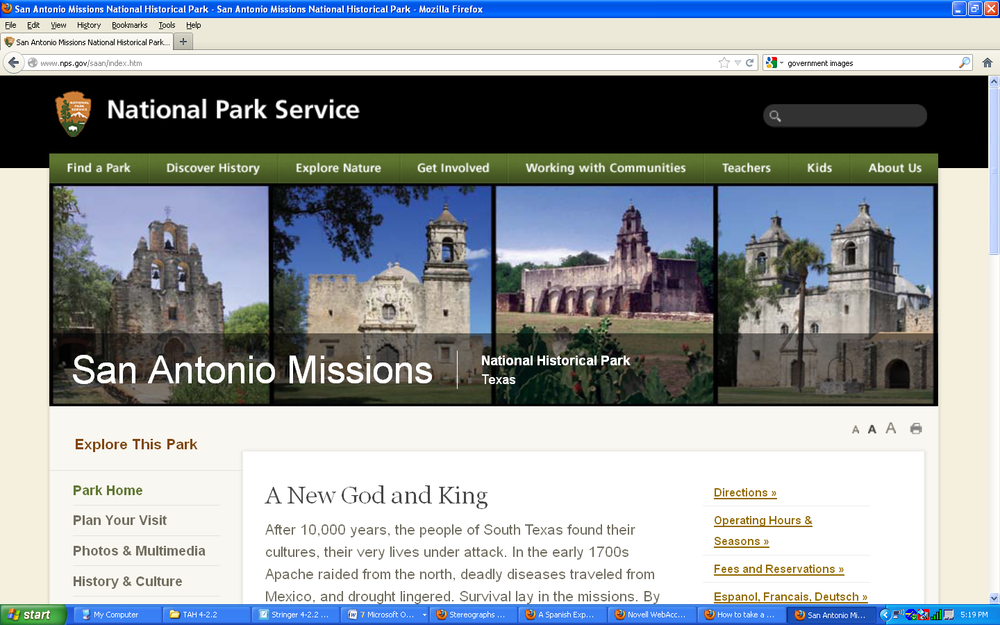 San Antonio Missions National Historical Park - San Antonio Missions National Historical Park - Mozilla Firefox
File Edit View History Bookmarks Tools Help
San Antonio Missions National Historical Park...
www.nps.gov/saan/index.htm
government images
NATIONAL PARK SERVICE
National Park Service
Find a Park Discover History Explore Nature Get Involved Working with Communities Teachers Kids About Us
San Antonio Missions
National Historical Park
Texas
A A A
Explore This Park
Park Home
Plan Your Visit
Photos & Multimedia
History & Culture
A New God and King
After 10,000 years, the people of South Texas found their
cultures, their very lives under attack. In the early 1700s
Apache raided from the north, deadly diseases traveled from
Mexico, and drought lingered. Survival lay in the missions. By
Directions »
Operating Hours &
Seasons »
Fees and Reservations »
Espanol, Francais, Deutsch »
start My Computer TAH 4-2.2 Stringer 4-2.2 ... 7 Microsoft O... Stereographs ... A Spanish Exp... Novell WebAcc... How to take a ... San Antonio Mi... 5:19 PM